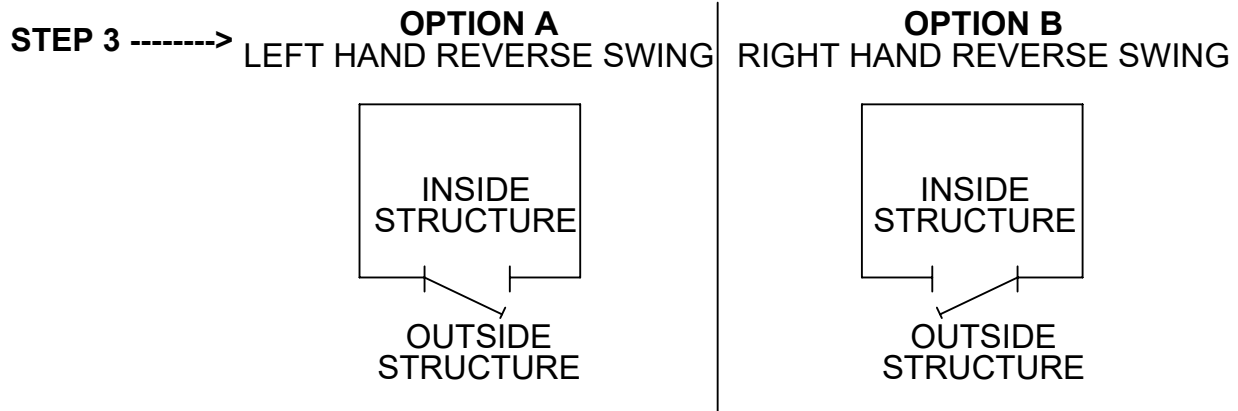 STEP 3 -------->
OPTION A
LEFT HAND REVERSE SWING
INSIDE
STRUCTURE
OUTSIDE
STRUCTURE
OPTION B
RIGHT HAND REVERSE SWING
INSIDE
STRUCTURE
OUTSIDE
STRUCTURE